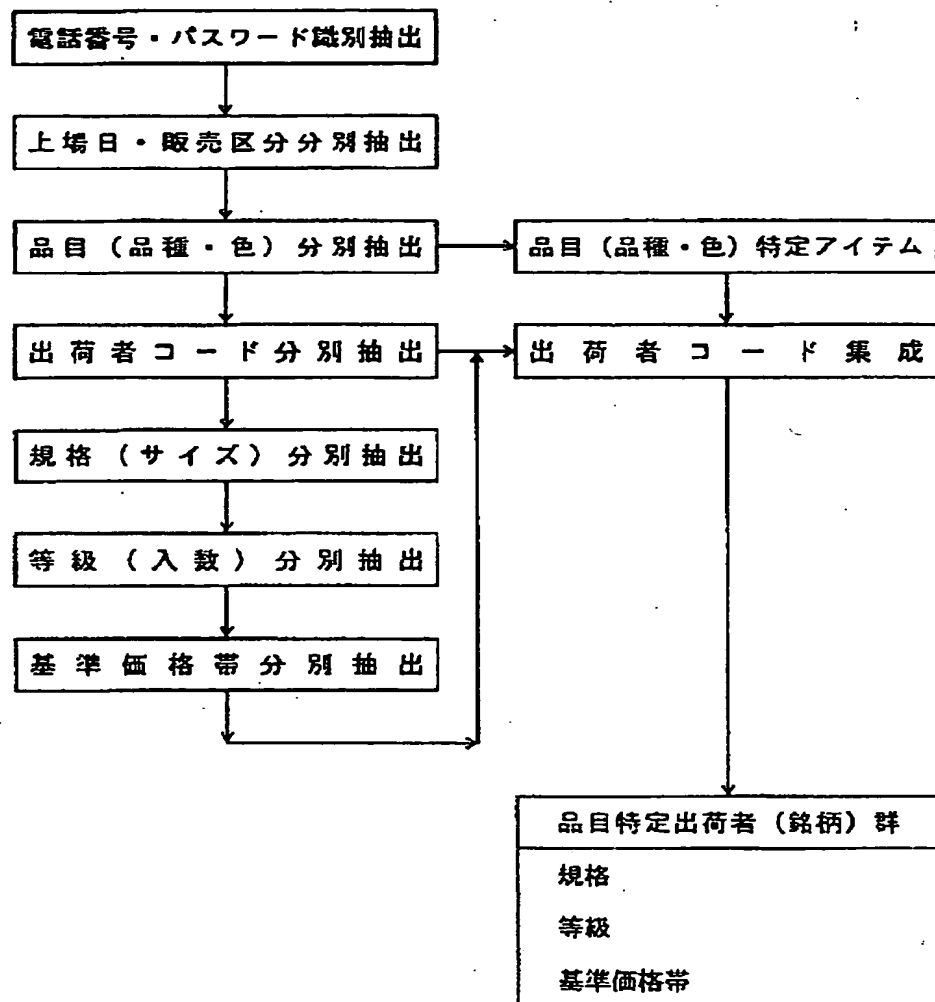 電話番号・パスワード識別抽出
上場日・販売区分分別抽出
品目(品種・色)分別抽出
品目(品種・色)特定アイテム
出荷者コード分別抽出
出荷者コード集成
規格(サイズ)分別抽出
等級(入数)分別抽出
基準価格帯分別抽出
品目特定出荷者(銘柄)群
規格
等級
基準価格帯